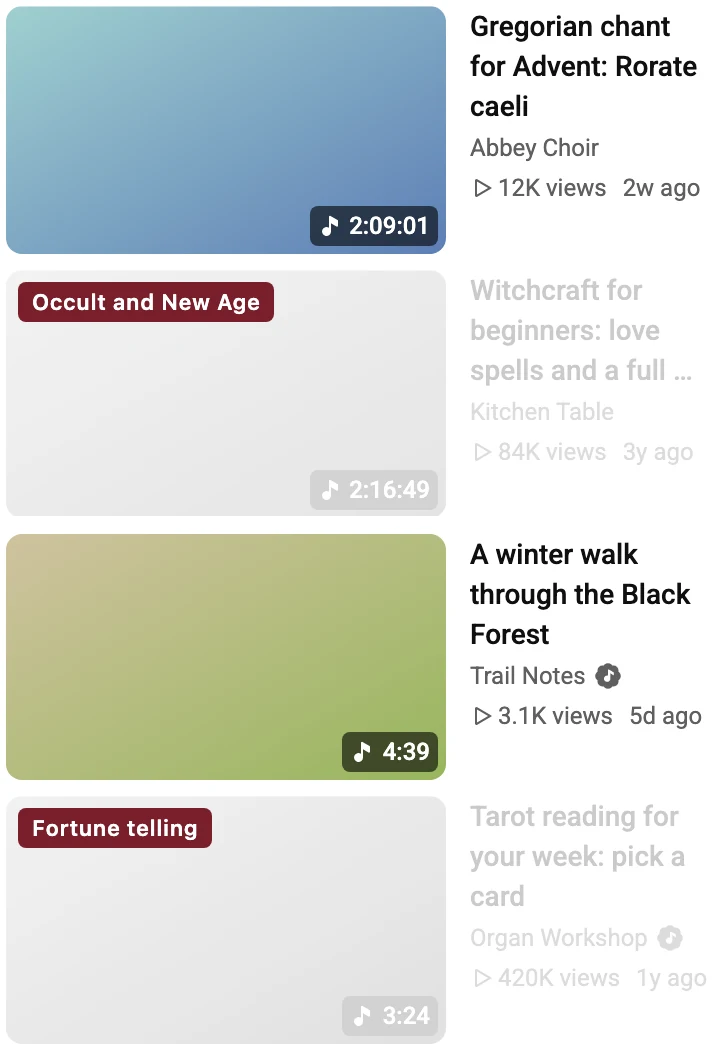 Gregorian chant
for Advent: Rorate
caeli
Abbey Choir
12K views 2w ago
2:09:01
Occult and New Age
Witchcraft for
beginners: love
spells and a full ...
Kitchen Table
84K views 3y ago
2:16:49
A winter walk
through the Black
Forest
Trail Notes
3.1K views 5d ago
4:39
Fortune telling
Tarot reading for
your week: pick a
card
Organ Workshop
420K views 1y ago
3:24